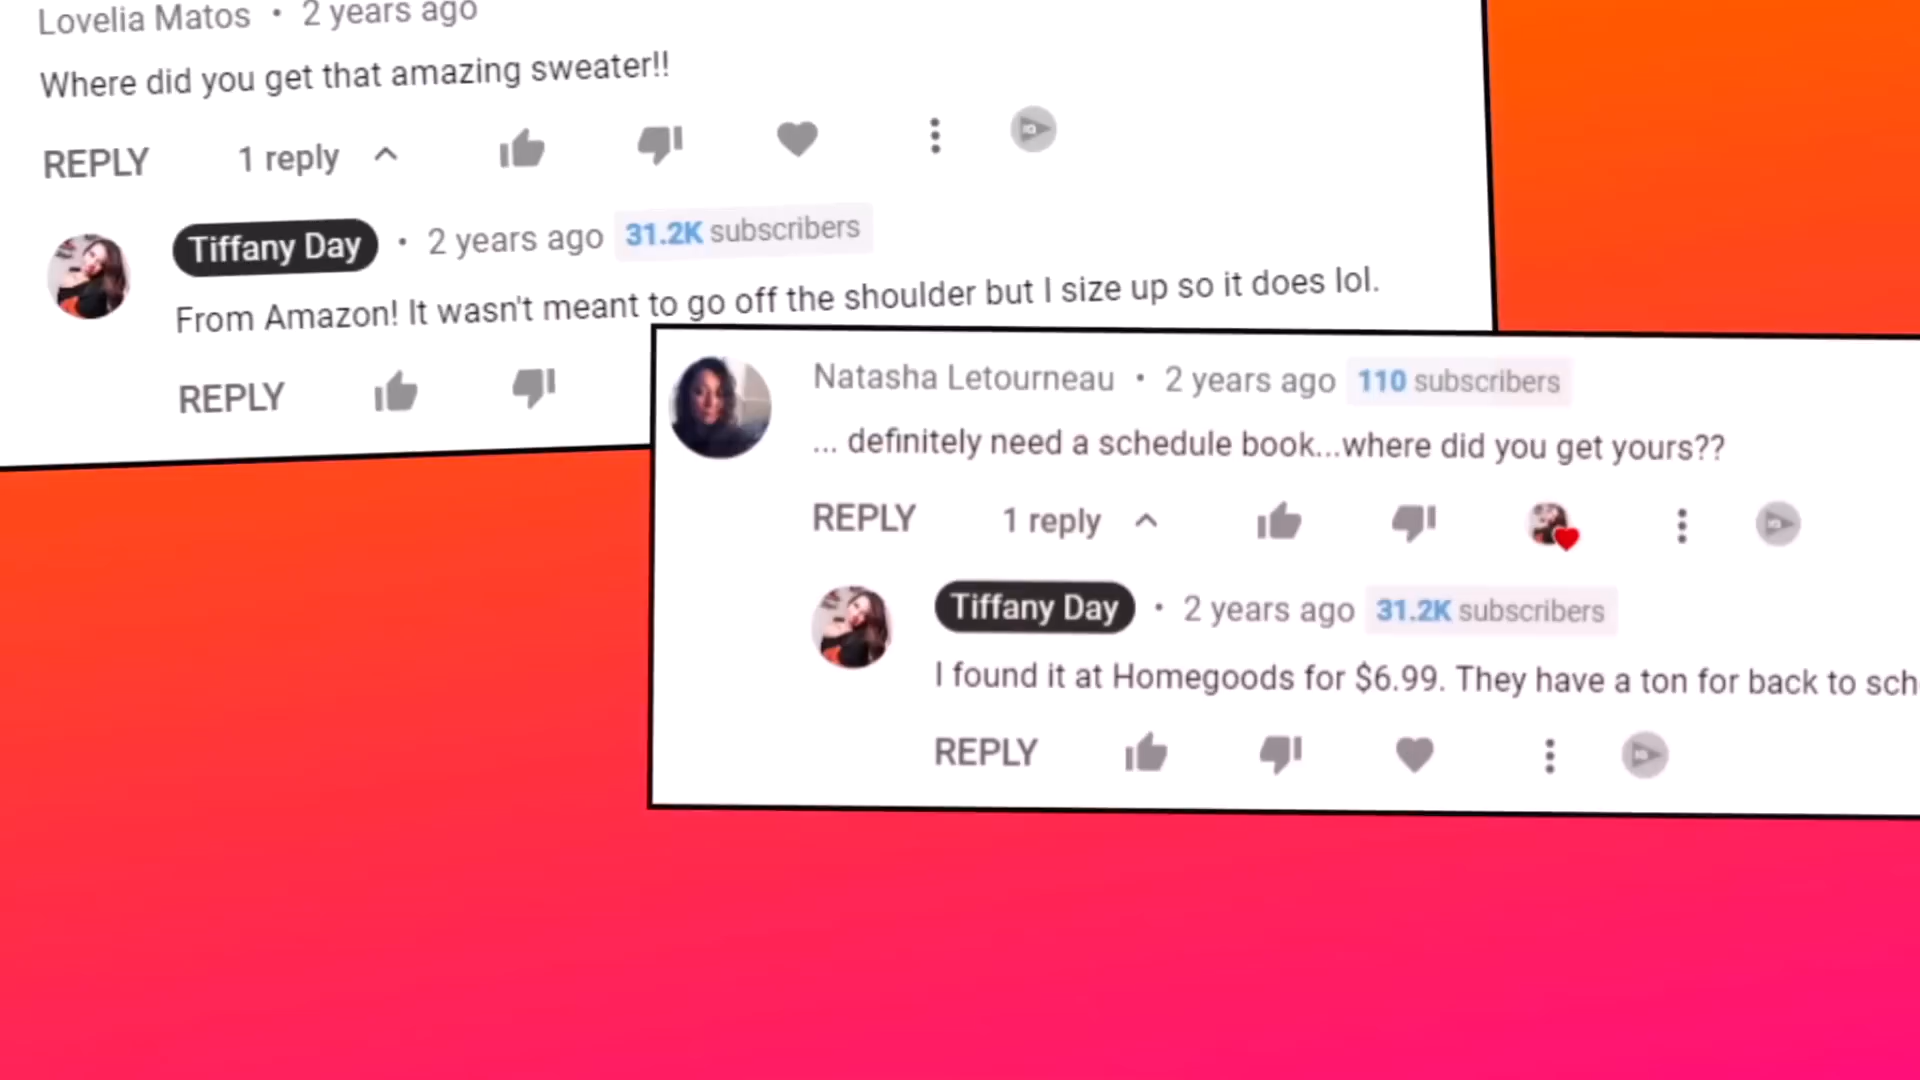 Lovelia Matos • 2 years ago
Where did you get that amazing sweater!!
REPLY 1 reply
Tiffany Day • 2 years ago 31.2K subscribers
From Amazon! It wasn't meant to go off the shoulder but I size up so it does lol.
REPLY
Natasha Letourneau • 2 years ago 110 subscribers
... definitely need a schedule book...where did you get yours??
REPLY 1 reply
Tiffany Day • 2 years ago 31.2K subscribers
I found it at Homegoods for $6.99. They have a ton for back to sch
REPLY